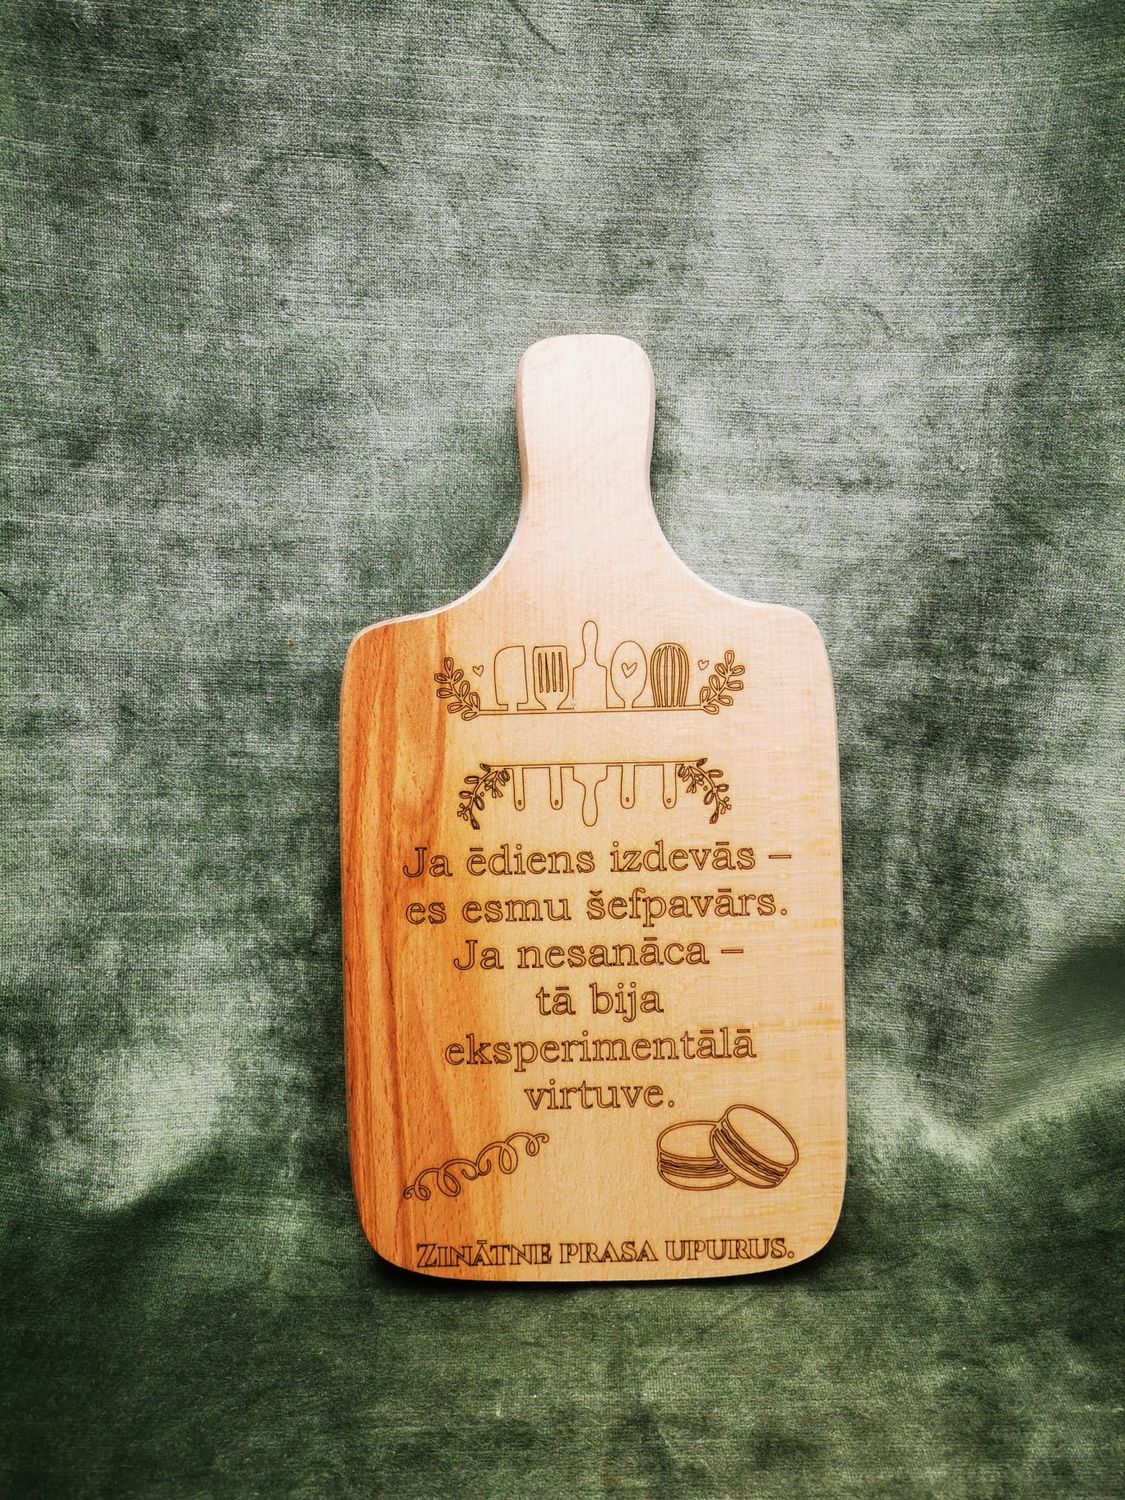 Ja ēdiens izdevās –
es esmu šefpavārs.
Ja nesanāca –
tā bija
eksperimentālā
virtuve.
ZINĀTNE PRASA UPURUS.